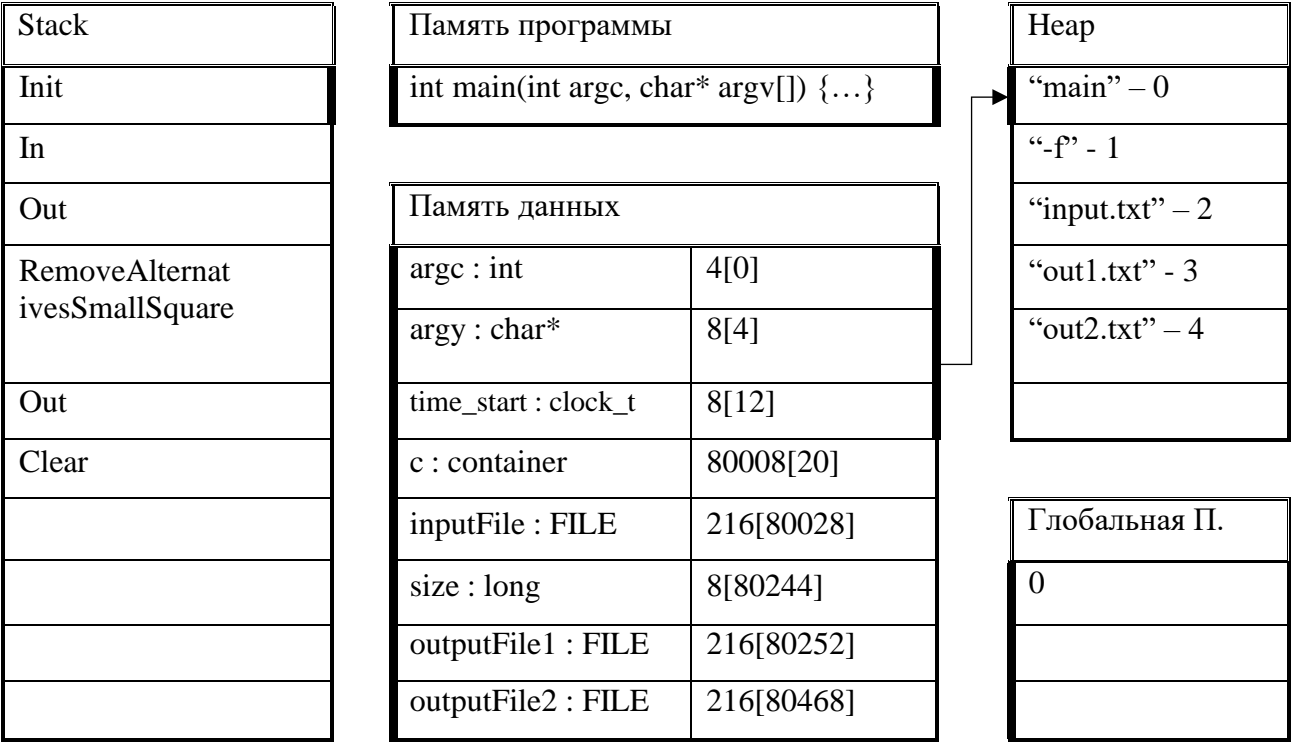 Stack
Init
In
Out
RemoveAlternat
ivesSmallSquare
Out
Clear
Память программы
int main(int argc, char* argv[]) {…}
Память данных
argc : int 4[0]
argy : char* 8[4]
time_start : clock_t 8[12]
c : container 80008[20]
inputFile : FILE 216[80028]
size : long 8[80244]
outputFile1 : FILE 216[80252]
outputFile2 : FILE 216[80468]
Heap
“main” – 0
“-f” - 1
“input.txt” – 2
“out1.txt” - 3
“out2.txt” – 4
Глобальная П.
0